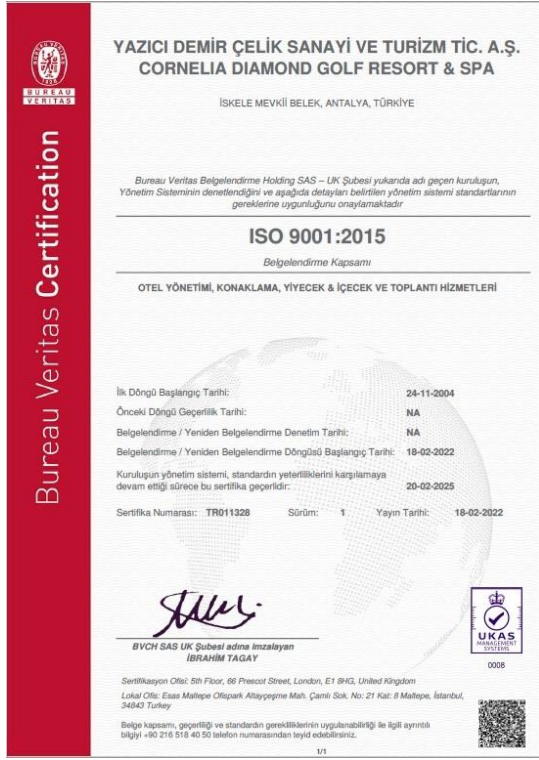 BUREAU
VERITAS
Bureau Veritas Certification
YAZICI DEMİR ÇELİK SANAYİ VE TURİZM TİC. A.Ş.
CORNELIA DIAMOND GOLF RESORT & SPA
İSKELE MEVKİİ BELEK, ANTALYA, TÜRKİYE
Bureau Veritas Belgelendirme Holding SAS – UK Şubesi yukarıda adı geçen kuruluşun,
Yönetim Sisteminin denetlendiğini ve aşağıda detayları belirtilen yönetim sistemi standartlarının
gereklerine uygunluğunu onaylamaktadır
ISO 9001:2015
Belgelendirme Kapsamı
OTEL YÖNETİMİ, KONAKLAMA, YİYECEK & İÇECEK VE TOPLANTI HİZMETLERİ
İlk Döngü Başlangıç Tarihi: 24-11-2004
Önceki Döngü Geçerlilik Tarihi: NA
Belgelendirme / Yeniden Belgelendirme Denetim Tarihi: NA
Belgelendirme / Yeniden Belgelendirme Döngüsü Başlangıç Tarihi: 18-02-2022
Kuruluşun yönetim sistemi, standardın yeterliliklerini karşılamaya
devam ettiği sürece bu sertifika geçerlidir: 20-02-2025
Sertifika Numarası: TR011328 Sürüm: 1 Yayın Tarihi: 18-02-2022
BVCH SAS UK Şubesi adına imzalayan
İBRAHİM TAGAY
UKAS
MANAGEMENT
SYSTEMS
0008
Sertifikasyon Ofisi: 5th Floor, 66 Prescot Street, London, E1 8HG, United Kingdom
Lokal Ofis: Esas Maltepe Ofispark Altayçeşme Mah. Çamlı Sok. No: 21 Kat: 8 Maltepe, İstanbul,
34843 Turkey
Belge kapsamı, geçerliliği ve standardın gerekliliklerinin uygulanabilirliği ile ilgili ayrıntılı
bilgiyi +90 216 518 40 50 telefon numarasından teyid edebilirsiniz.
1/1